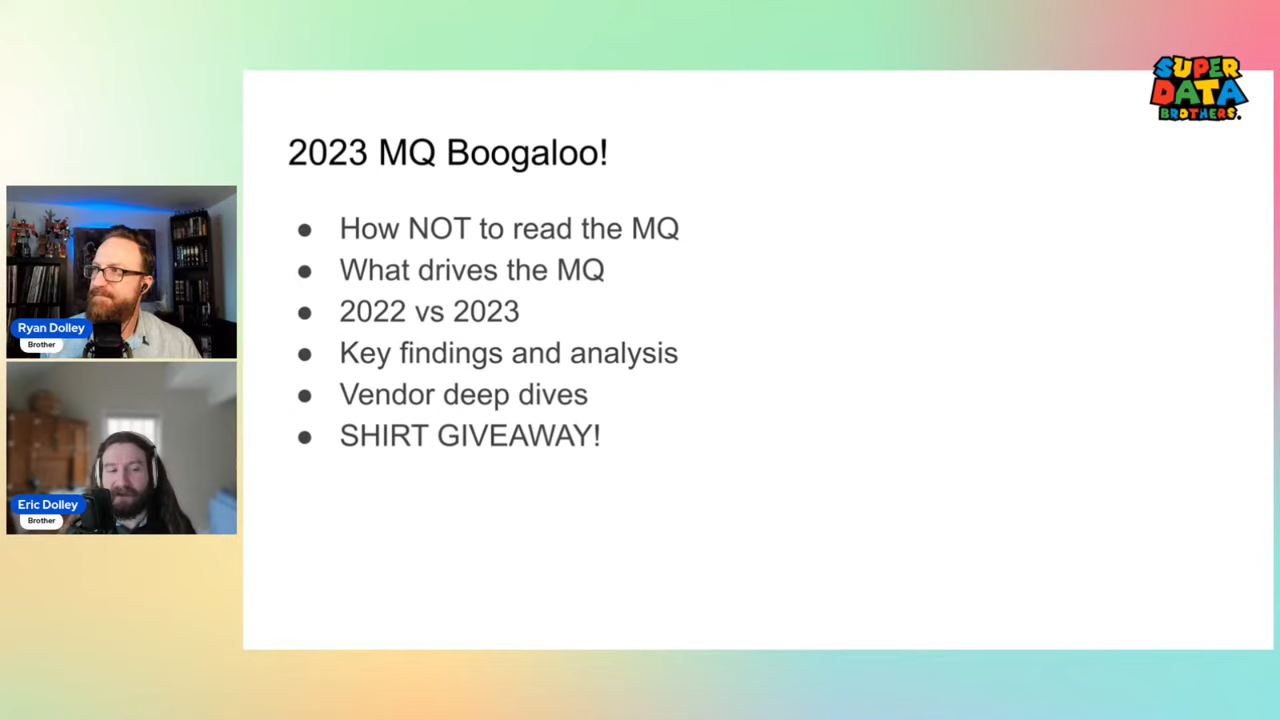 SUPER
DATA
BROTHERS.
2023 MQ Boogaloo!
● How NOT to read the MQ
● What drives the MQ
● 2022 vs 2023
● Key findings and analysis
● Vendor deep dives
● SHIRT GIVEAWAY!
Ryan Dolley
Brother
Eric Dolley
Brother